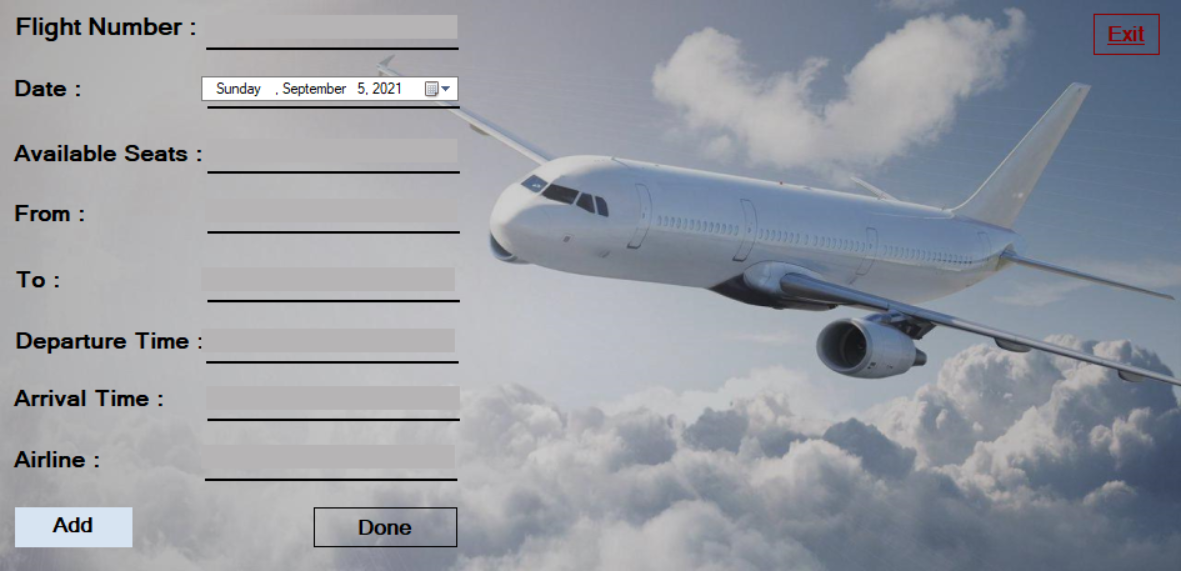 Flight Number :
Exit
Date :
Sunday , September 5, 2021
Available Seats :
From :
To :
Departure Time :
Arrival Time :
Airline :
Add
Done